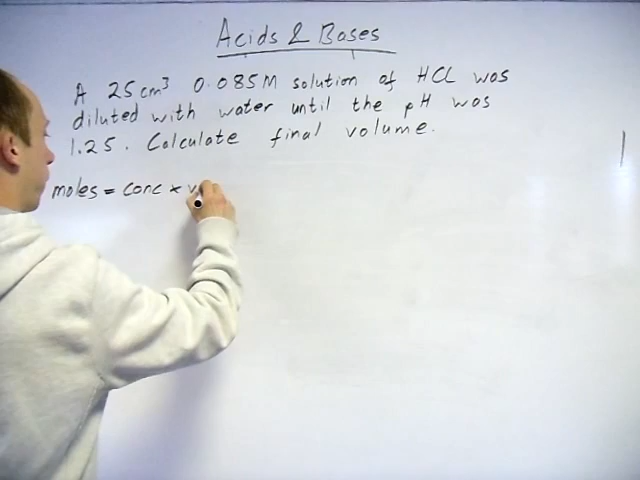 Acids & Bases
A 25cm³ 0.085M solution of HCl was
diluted with water until the pH was
1.25. Calculate final volume.
moles = conc × v